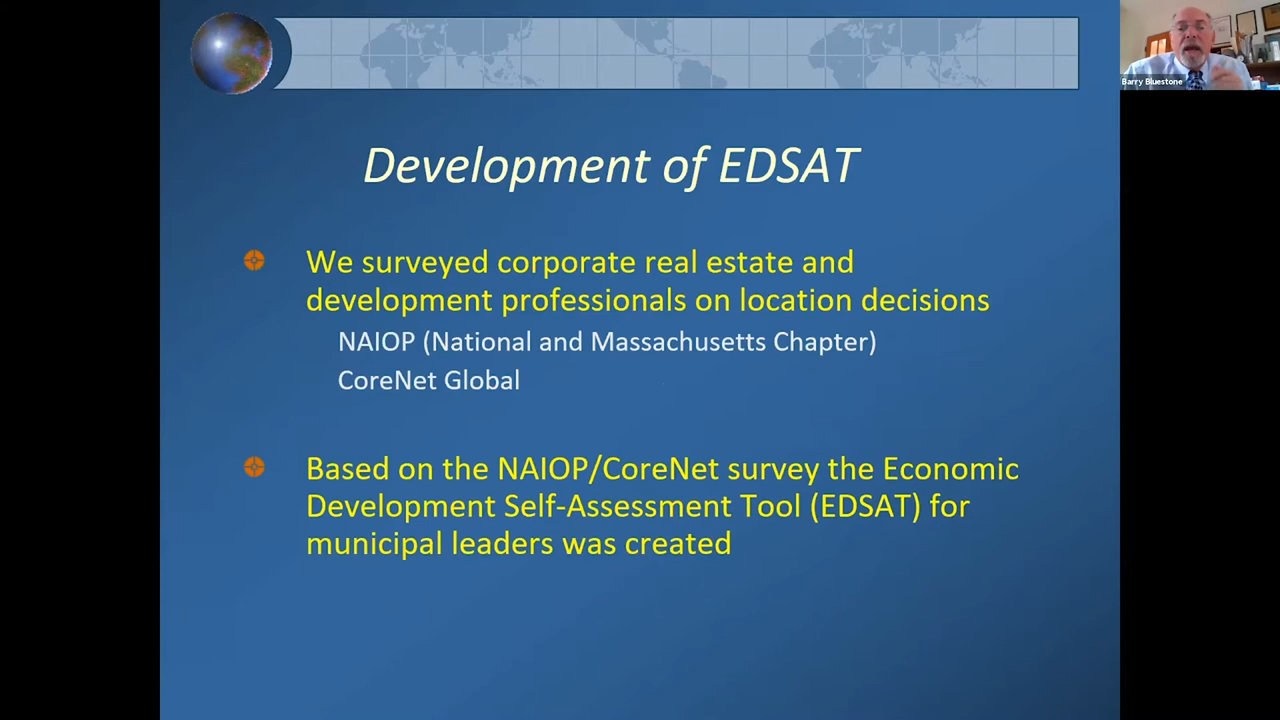 Barry Bluestone
Development of EDSAT
We surveyed corporate real estate and
development professionals on location decisions
NAIOP (National and Massachusetts Chapter)
CoreNet Global
Based on the NAIOP/CoreNet survey the Economic
Development Self-Assessment Tool (EDSAT) for
municipal leaders was created